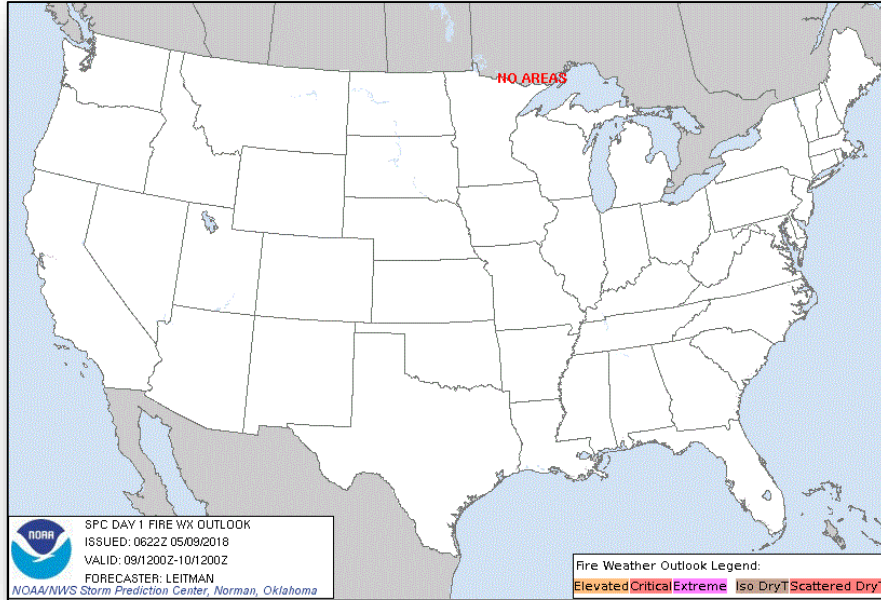 NO AREAS
NOAA
SPC DAY 1 FIRE WX OUTLOOK
ISSUED: 0622Z 05/09/2018
VALID: 09/1200Z-10/1200Z
FORECASTER: LEITMAN
NOAA/NWS Storm Prediction Center, Norman, Oklahoma
Fire Weather Outlook Legend:
Elevated Critical Extreme Iso DryT Scattered DryT